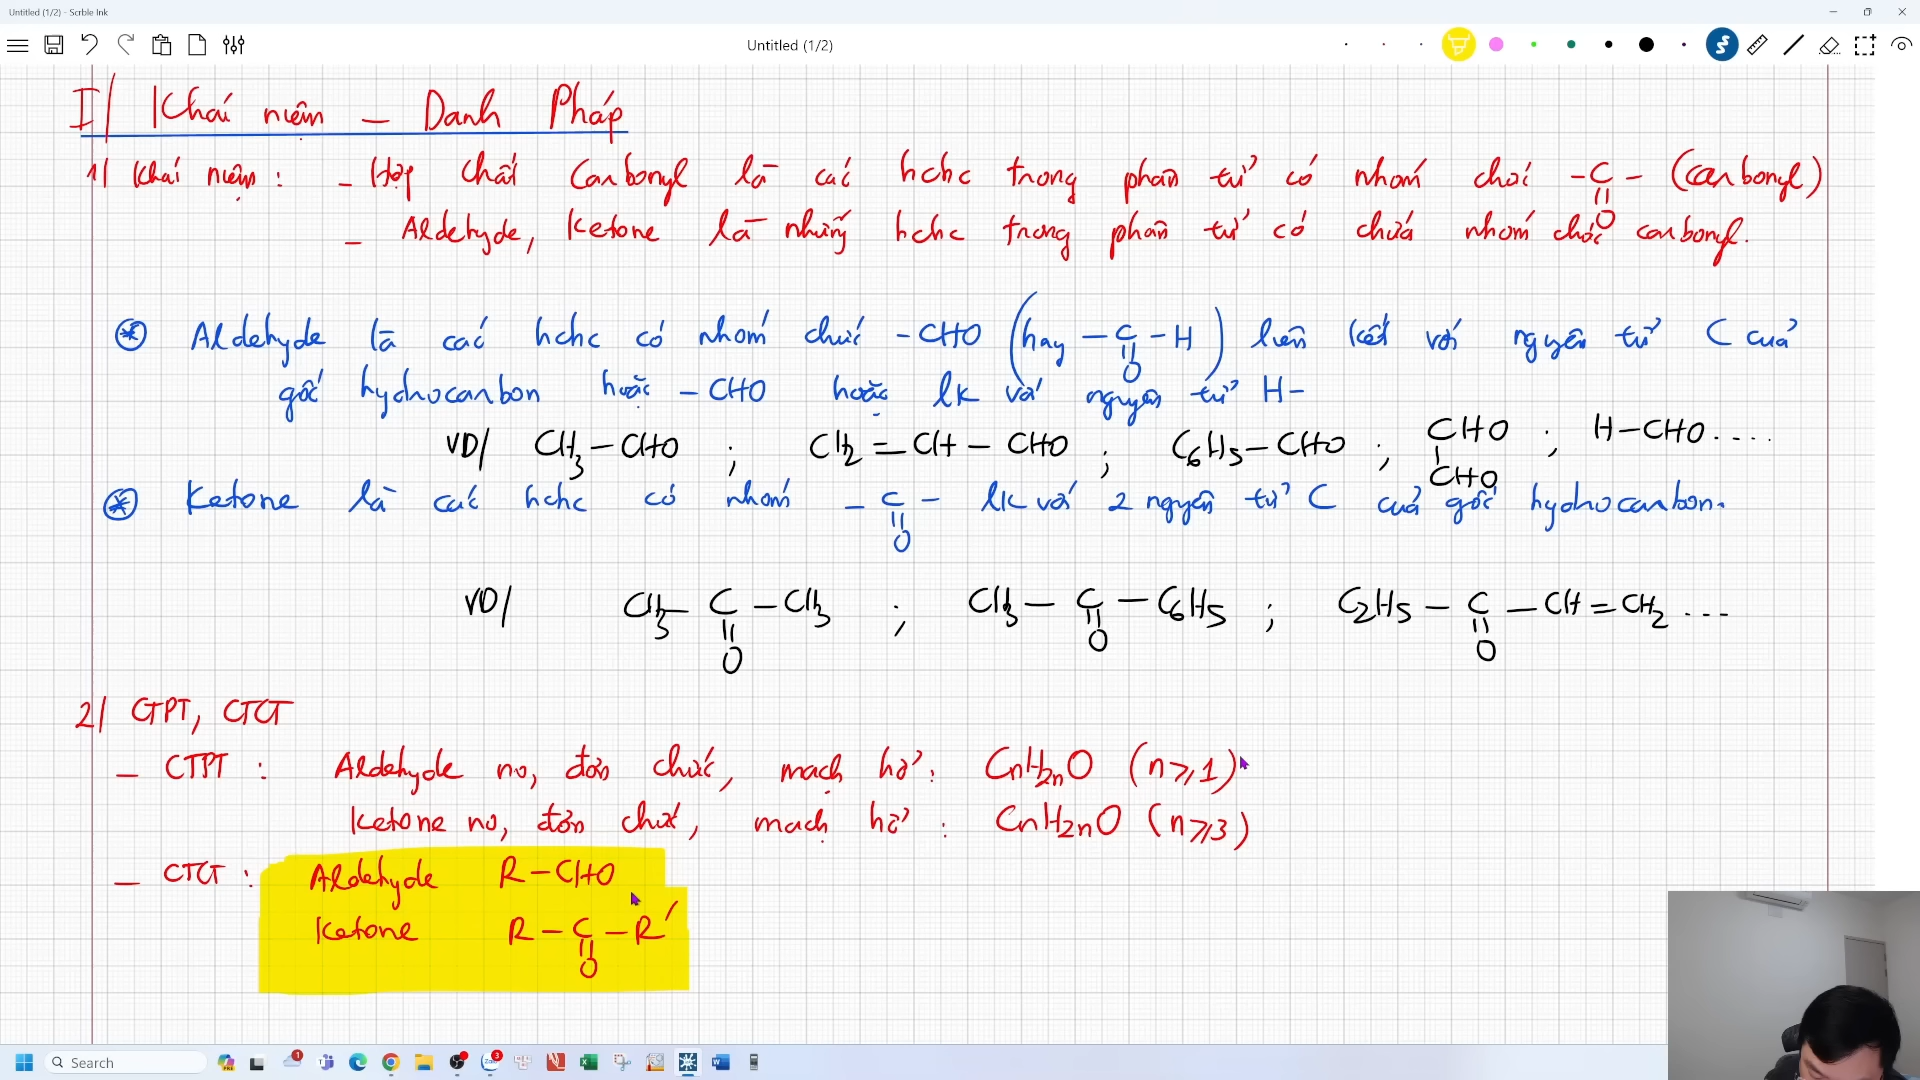 Untitled (1/2) - Scrble Ink
Untitled (1/2)
I/ Khái niệm – Danh Pháp
1/ Khái niệm : - Hợp chất Carbonyl là các hchc trong phân tử có nhóm chức -C- (carbonyl)
O
- Aldehyde, Ketone là những hchc trong phân tử có chứa nhóm chức carbonyl.
⊛ Aldehyde là các hchc có nhóm chức -CHO (hay -C-H) liên kết với nguyên tử C của
O
gốc hydrocarbon hoặc -CHO hoặc lk với nguyên tử H-
VD/ CH3-CHO ; CH2=CH-CHO ; C6H5-CHO ; CHO ; H-CHO....
CHO
⊛ Ketone là các hchc có nhóm -C- lk với 2 nguyên tử C của gốc hydrocarbon.
O
VD/ CH3-C-CH3 ; CH3-C-C6H5 ; C2H5-C-CH=CH2 ...
O O O
2/ CTPT, CTCT
- CTPT : Aldehyde no, đơn chức, mạch hở : CnH2nO (n≥1)
Ketone no, đơn chức, mạch hở : CnH2nO (n≥3)
- CTCT : Aldehyde R-CHO
Ketone R-C-R'
O
Search